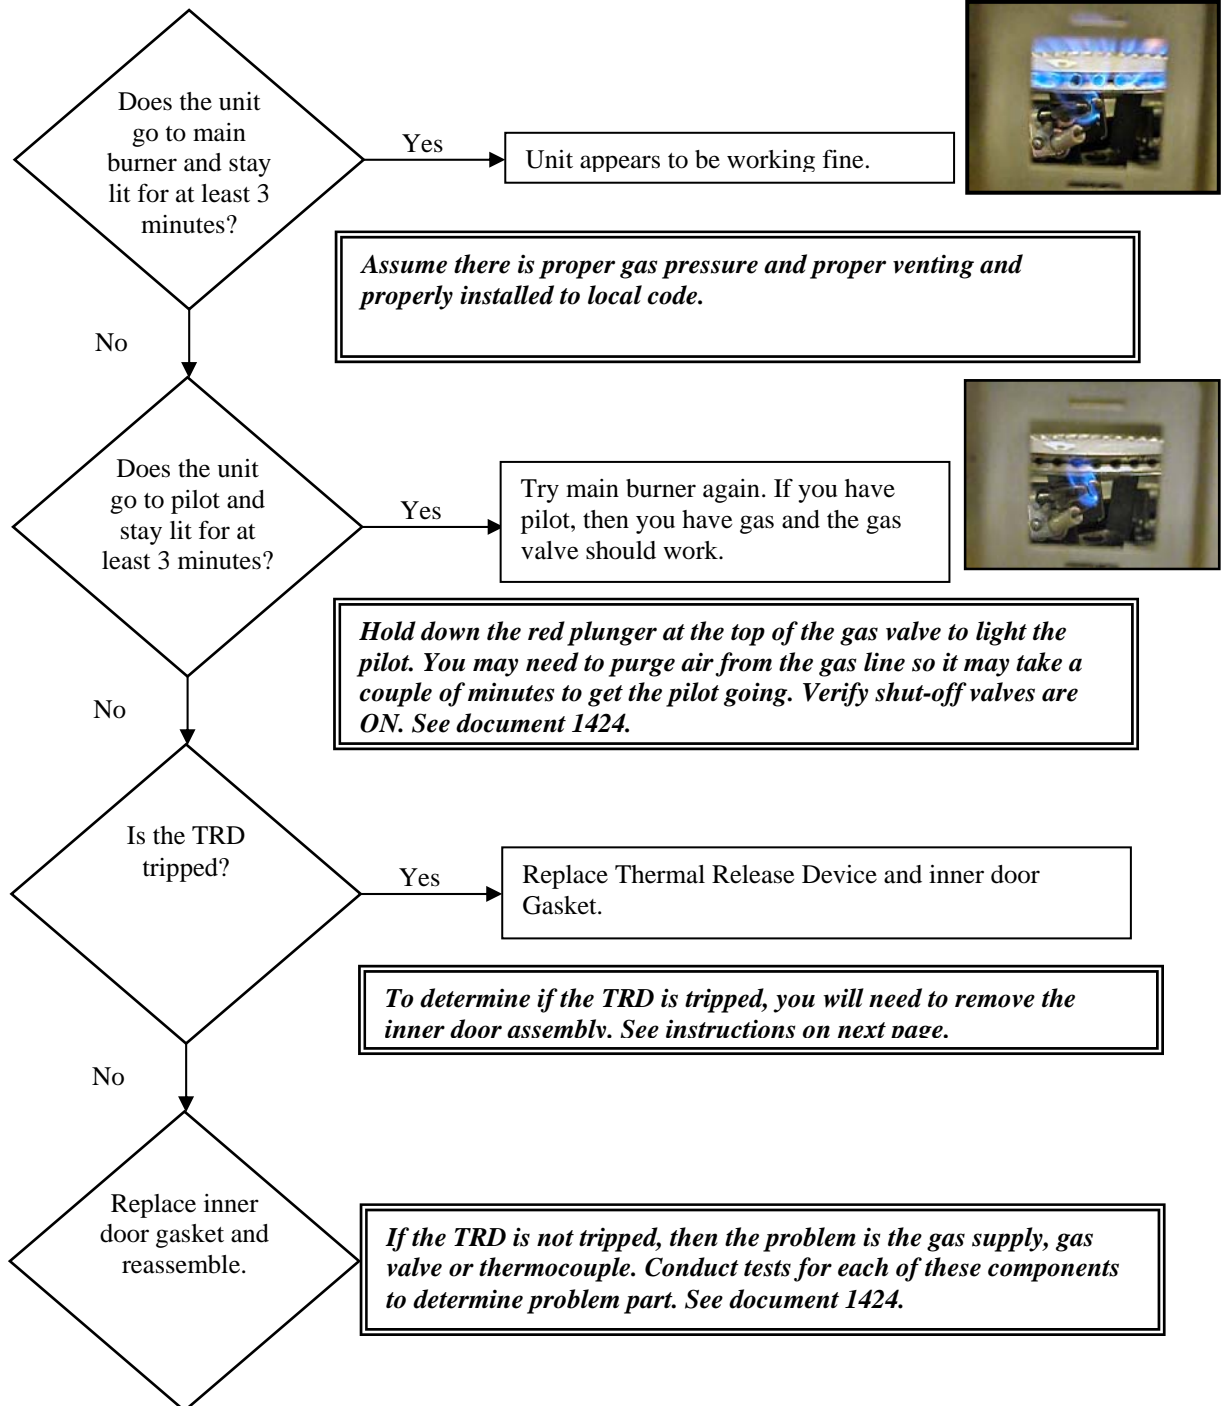 Does the unit
go to main
burner and stay
lit for at least 3
minutes?
Yes
Unit appears to be working fine.
Assume there is proper gas pressure and proper venting and
properly installed to local code.
No
Does the unit
go to pilot and
stay lit for at
least 3 minutes?
Yes
Try main burner again. If you have
pilot, then you have gas and the gas
valve should work.
Hold down the red plunger at the top of the gas valve to light the
pilot. You may need to purge air from the gas line so it may take a
couple of minutes to get the pilot going. Verify shut-off valves are
ON. See document 1424.
No
Is the TRD
tripped?
Yes
Replace Thermal Release Device and inner door
Gasket.
To determine if the TRD is tripped, you will need to remove the
inner door assembly. See instructions on next page.
No
Replace inner
door gasket and
reassemble.
If the TRD is not tripped, then the problem is the gas supply, gas
valve or thermocouple. Conduct tests for each of these components
to determine problem part. See document 1424.